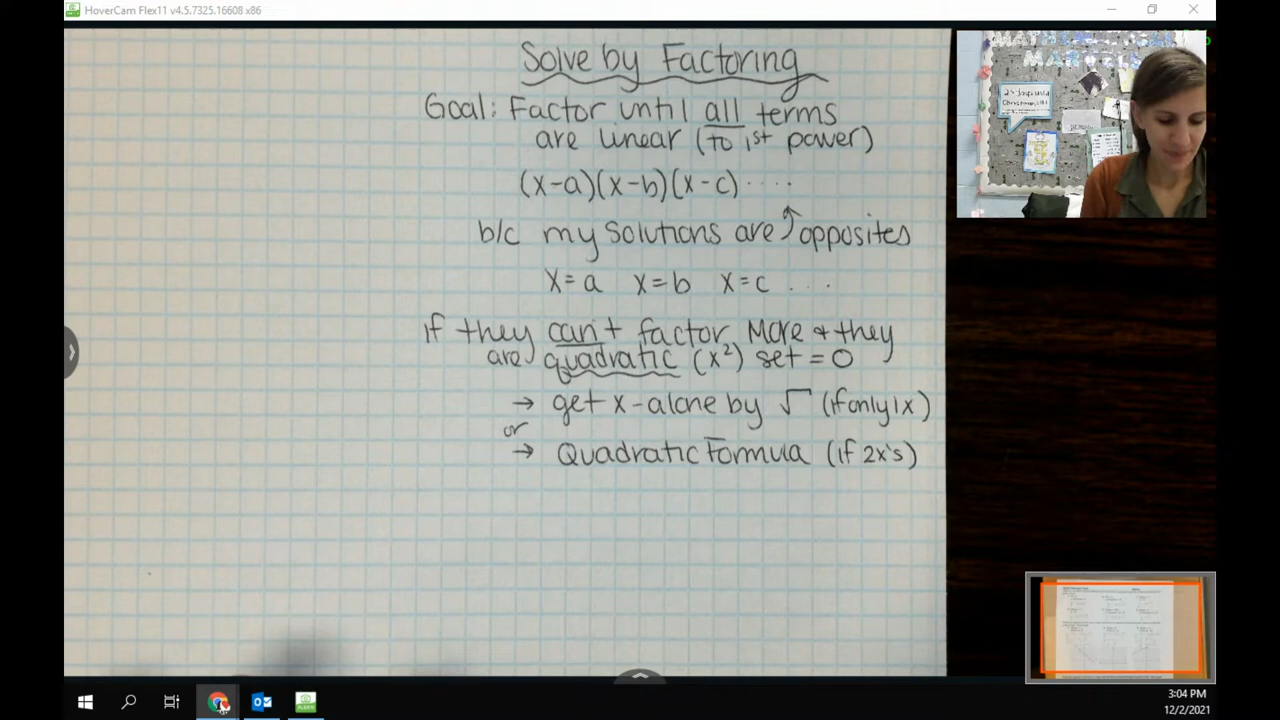 HoverCam Flex11 v4.5.7325.16608 x86
Solve by Factoring
Goal: Factor until all terms
are linear (to 1st power)
(x-a)(x-b)(x-c)....
b/c my solutions are opposites
x=a x=b x=c ...
if they can't factor more & they
are quadratic (x²) set = 0
→ get x-alone by √ (if only 1 x)
or
→ Quadratic Formula (if 2x's)
3:04 PM
12/2/2021